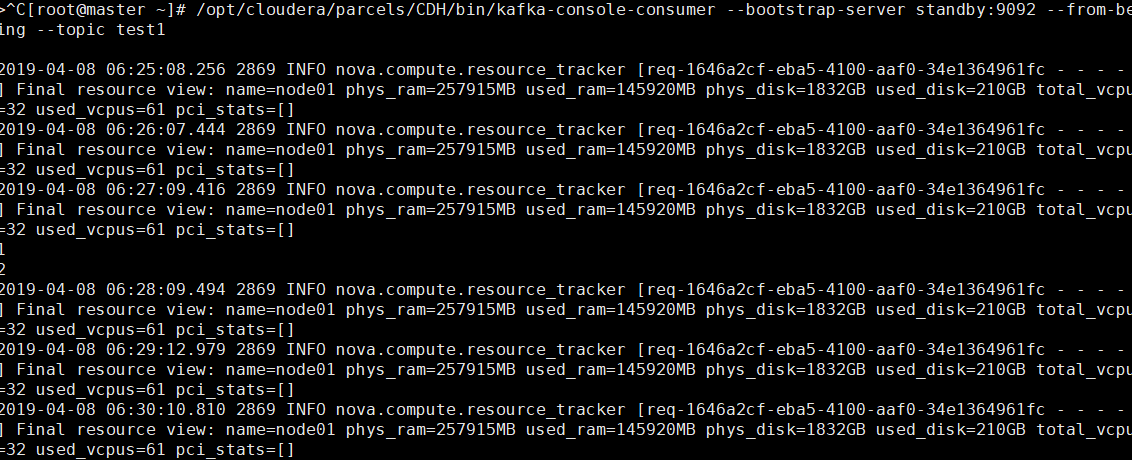 >^C[root@master ~]# /opt/cloudera/parcels/CDH/bin/kafka-console-consumer --bootstrap-server standby:9092 --from-be
ing --topic test1
2019-04-08 06:25:08.256 2869 INFO nova.compute.resource_tracker [req-1646a2cf-eba5-4100-aaf0-34e1364961fc - - - -
] Final resource view: name=node01 phys_ram=257915MB used_ram=145920MB phys_disk=1832GB used_disk=210GB total_vcpu
=32 used_vcpus=61 pci_stats=[]
2019-04-08 06:26:07.444 2869 INFO nova.compute.resource_tracker [req-1646a2cf-eba5-4100-aaf0-34e1364961fc - - - -
] Final resource view: name=node01 phys_ram=257915MB used_ram=145920MB phys_disk=1832GB used_disk=210GB total_vcpu
=32 used_vcpus=61 pci_stats=[]
2019-04-08 06:27:09.416 2869 INFO nova.compute.resource_tracker [req-1646a2cf-eba5-4100-aaf0-34e1364961fc - - - -
] Final resource view: name=node01 phys_ram=257915MB used_ram=145920MB phys_disk=1832GB used_disk=210GB total_vcpu
=32 used_vcpus=61 pci_stats=[]
1
2
2019-04-08 06:28:09.494 2869 INFO nova.compute.resource_tracker [req-1646a2cf-eba5-4100-aaf0-34e1364961fc - - - -
] Final resource view: name=node01 phys_ram=257915MB used_ram=145920MB phys_disk=1832GB used_disk=210GB total_vcpu
=32 used_vcpus=61 pci_stats=[]
2019-04-08 06:29:12.979 2869 INFO nova.compute.resource_tracker [req-1646a2cf-eba5-4100-aaf0-34e1364961fc - - - -
] Final resource view: name=node01 phys_ram=257915MB used_ram=145920MB phys_disk=1832GB used_disk=210GB total_vcpu
=32 used_vcpus=61 pci_stats=[]
2019-04-08 06:30:10.810 2869 INFO nova.compute.resource_tracker [req-1646a2cf-eba5-4100-aaf0-34e1364961fc - - - -
] Final resource view: name=node01 phys_ram=257915MB used_ram=145920MB phys_disk=1832GB used_disk=210GB total_vcpu
=32 used_vcpus=61 pci_stats=[]